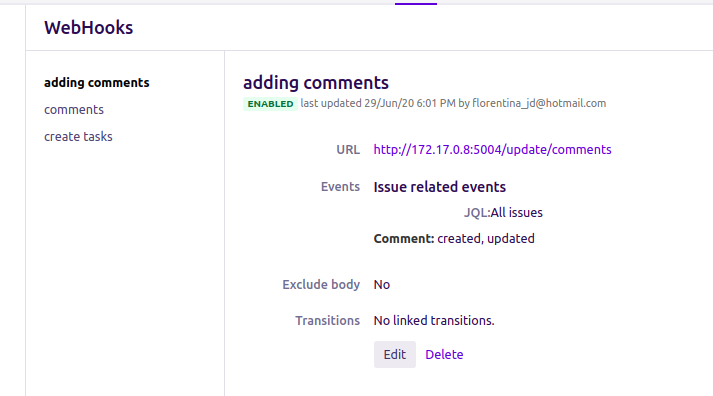 WebHooks
adding comments
comments
create tasks
adding comments
ENABLED last updated 29/Jun/20 6:01 PM by florentina_jd@hotmail.com
URL http://172.17.0.8:5004/update/comments
Events Issue related events
JQL:All issues
Comment: created, updated
Exclude body No
Transitions No linked transitions.
Edit Delete